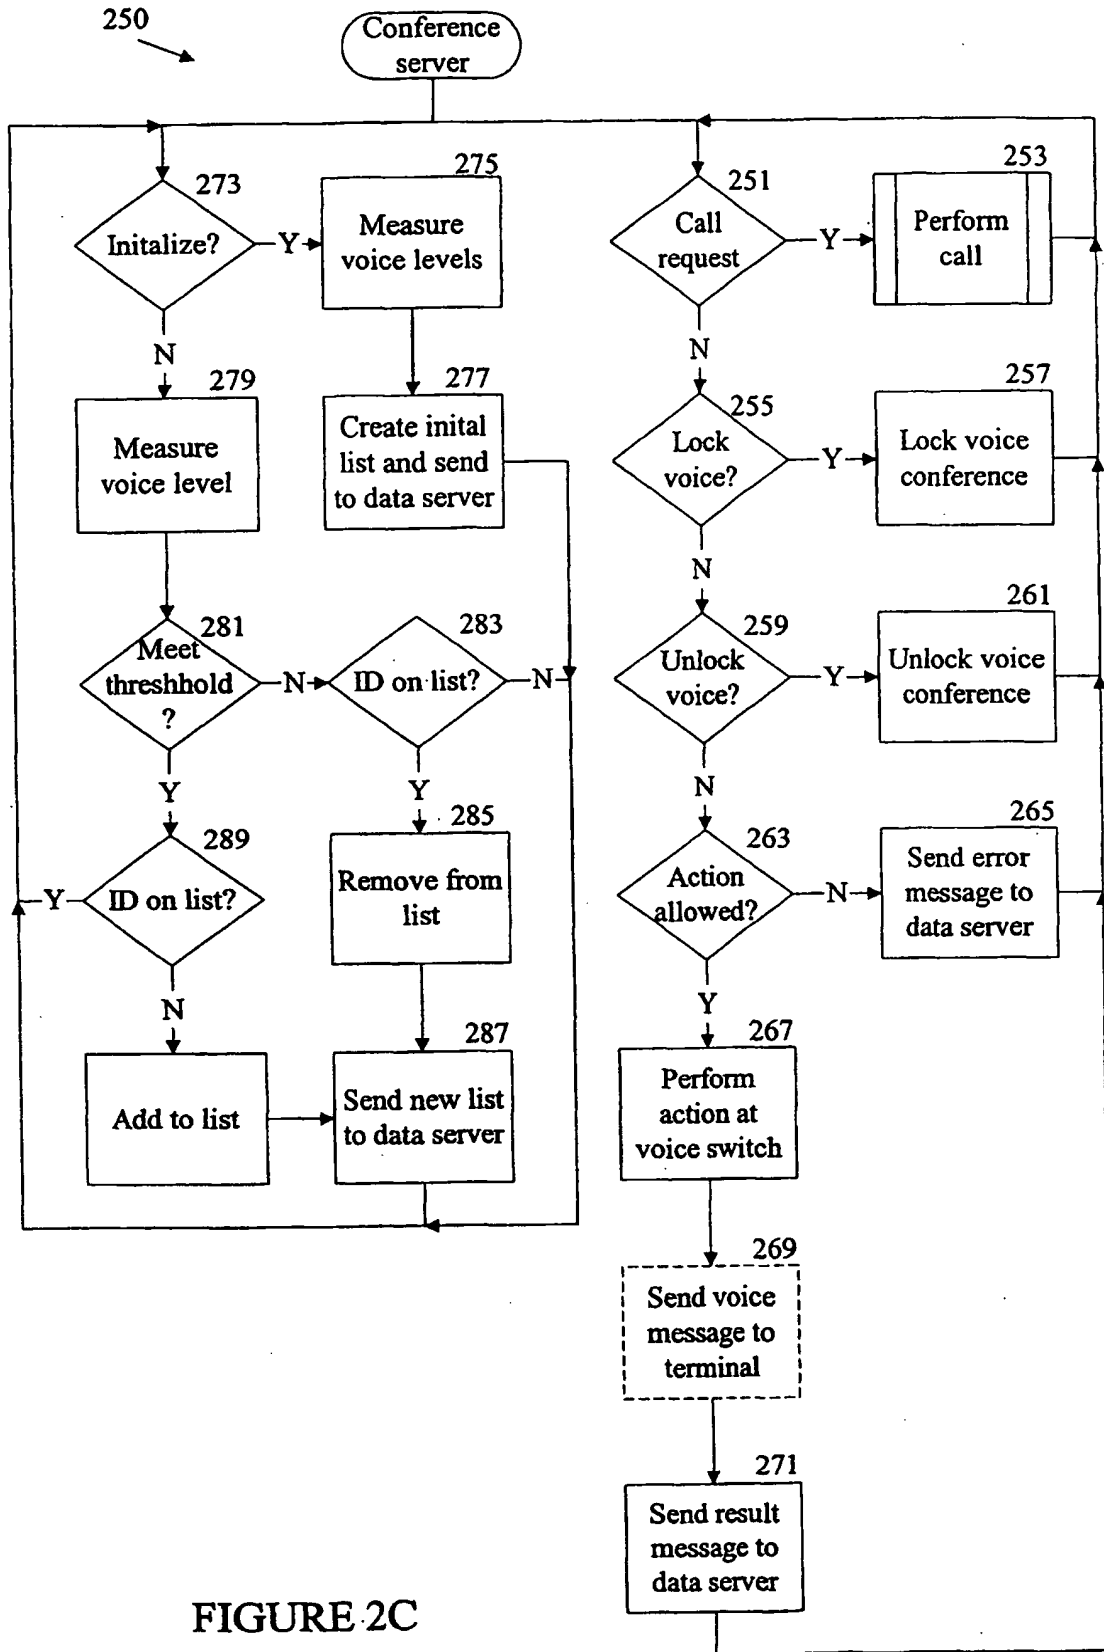 250
Conference
server
273
Initalize?
Y
275
Measure
voice levels
N
279
Measure
voice level
277
Create inital
list and send
to data server
281
Meet
threshhold
?
N
283
ID on list?
N
Y
Y
289
ID on list?
Y
285
Remove from
list
N
Add to list
287
Send new list
to data server
251
Call
request
Y
253
Perform
call
N
255
Lock
voice?
Y
257
Lock voice
conference
N
259
Unlock
voice?
Y
261
Unlock voice
conference
N
263
Action
allowed?
N
265
Send error
message to
data server
Y
267
Perform
action at
voice switch
269
Send voice
message to
terminal
271
Send result
message to
data server
FIGURE 2C